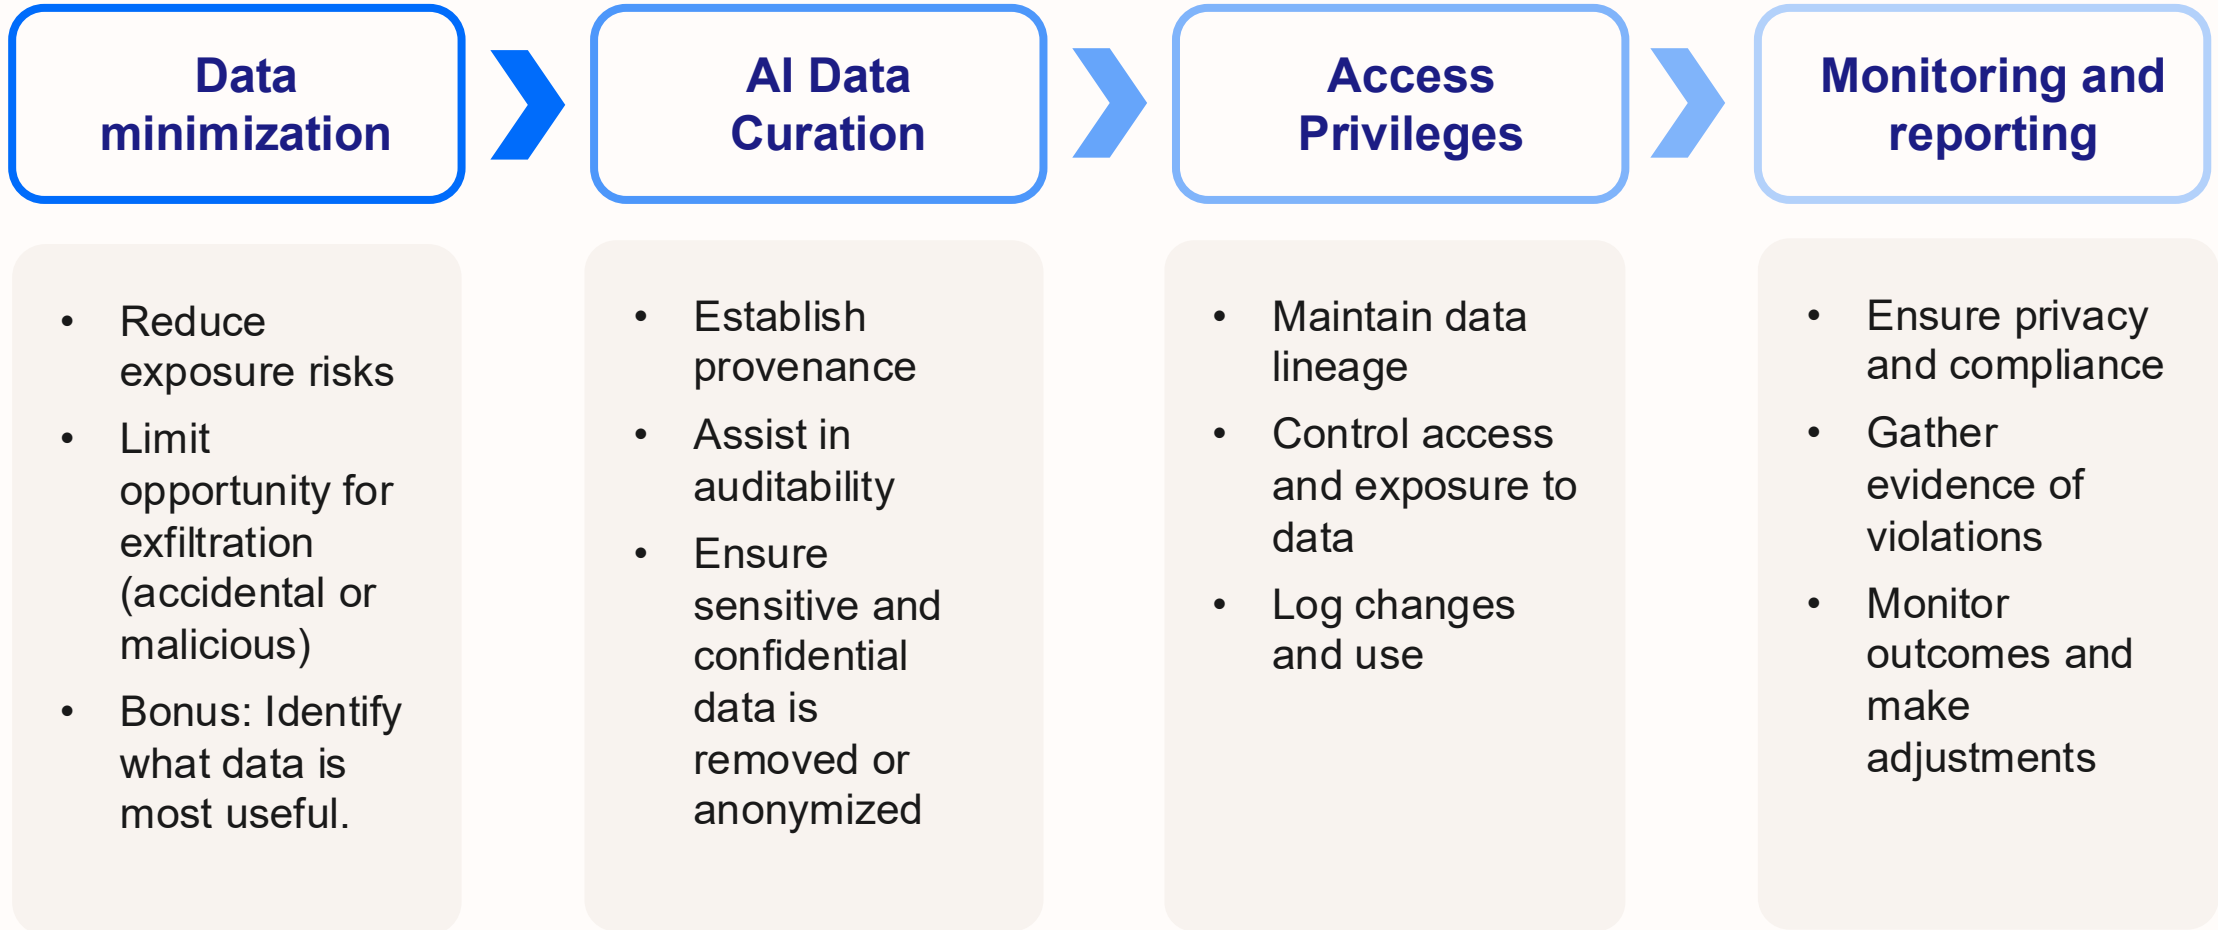 Data
minimization
AI Data
Curation
Access
Privileges
Monitoring and
reporting
• Reduce
exposure risks
• Limit
opportunity for
exfiltration
(accidental or
malicious)
• Bonus: Identify
what data is
most useful.
• Establish
provenance
• Assist in
auditability
• Ensure
sensitive and
confidential
data is
removed or
anonymized
• Maintain data
lineage
• Control access
and exposure to
data
• Log changes
and use
• Ensure privacy
and compliance
• Gather
evidence of
violations
• Monitor
outcomes and
make
adjustments